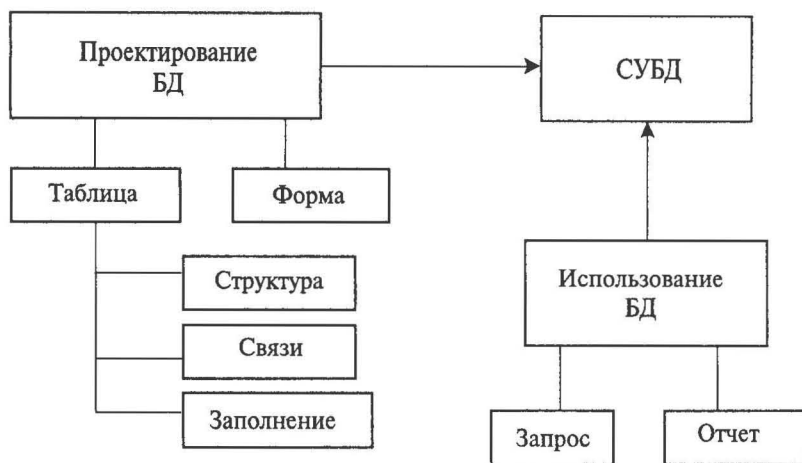 Проектирование
БД
СУБД
Таблица
Форма
Структура
Связи
Заполнение
Использование
БД
Запрос
Отчет